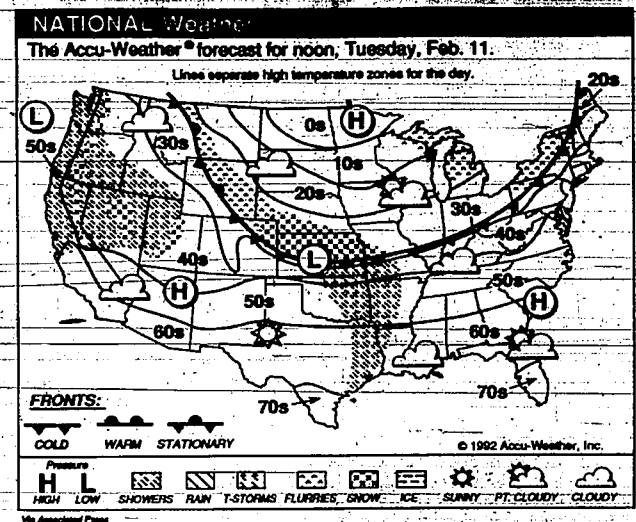 NATIONAL Weather
The Accu-Weather® forecast for noon, Tuesday, Feb. 11.
Lines separate high temperature zones for the day.
20s
L
H
0s
50s
30s
10s
20s
30s
40s
40s
L
50s
H
50s
H
60s
60s
70s
70s
FRONTS:
COLD WARM STATIONARY
© 1992 Accu-Weather, Inc.
Pressure
H L
HIGH LOW SHOWERS RAIN T-STORMS FLURRIES SNOW ICE SUNNY PT. CLOUDY CLOUDY
Via Associated Press